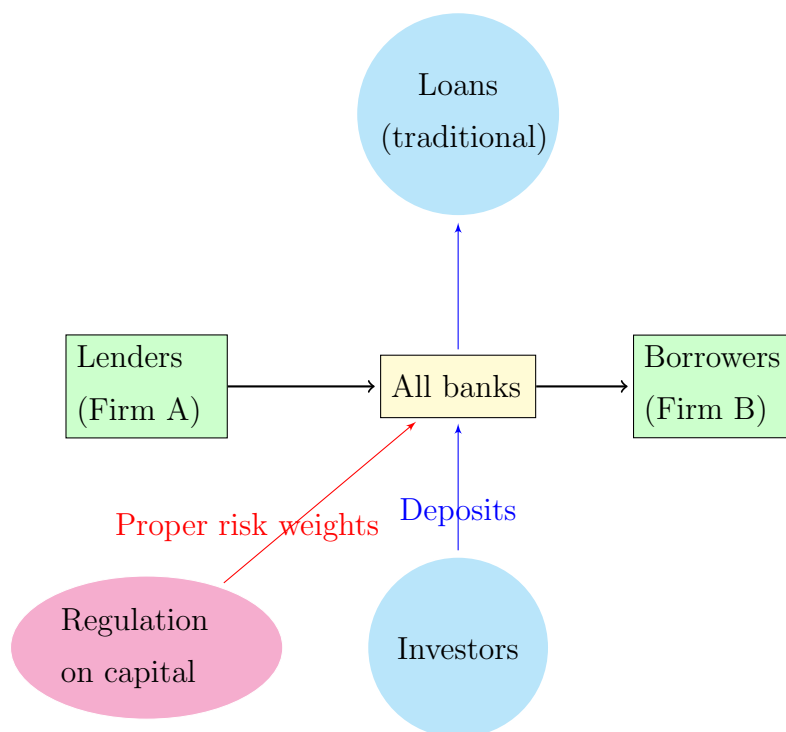 Loans
(traditional)
Lenders
(Firm A)
All banks
Borrowers
(Firm B)
Proper risk weights
Deposits
Regulation
on capital
Investors